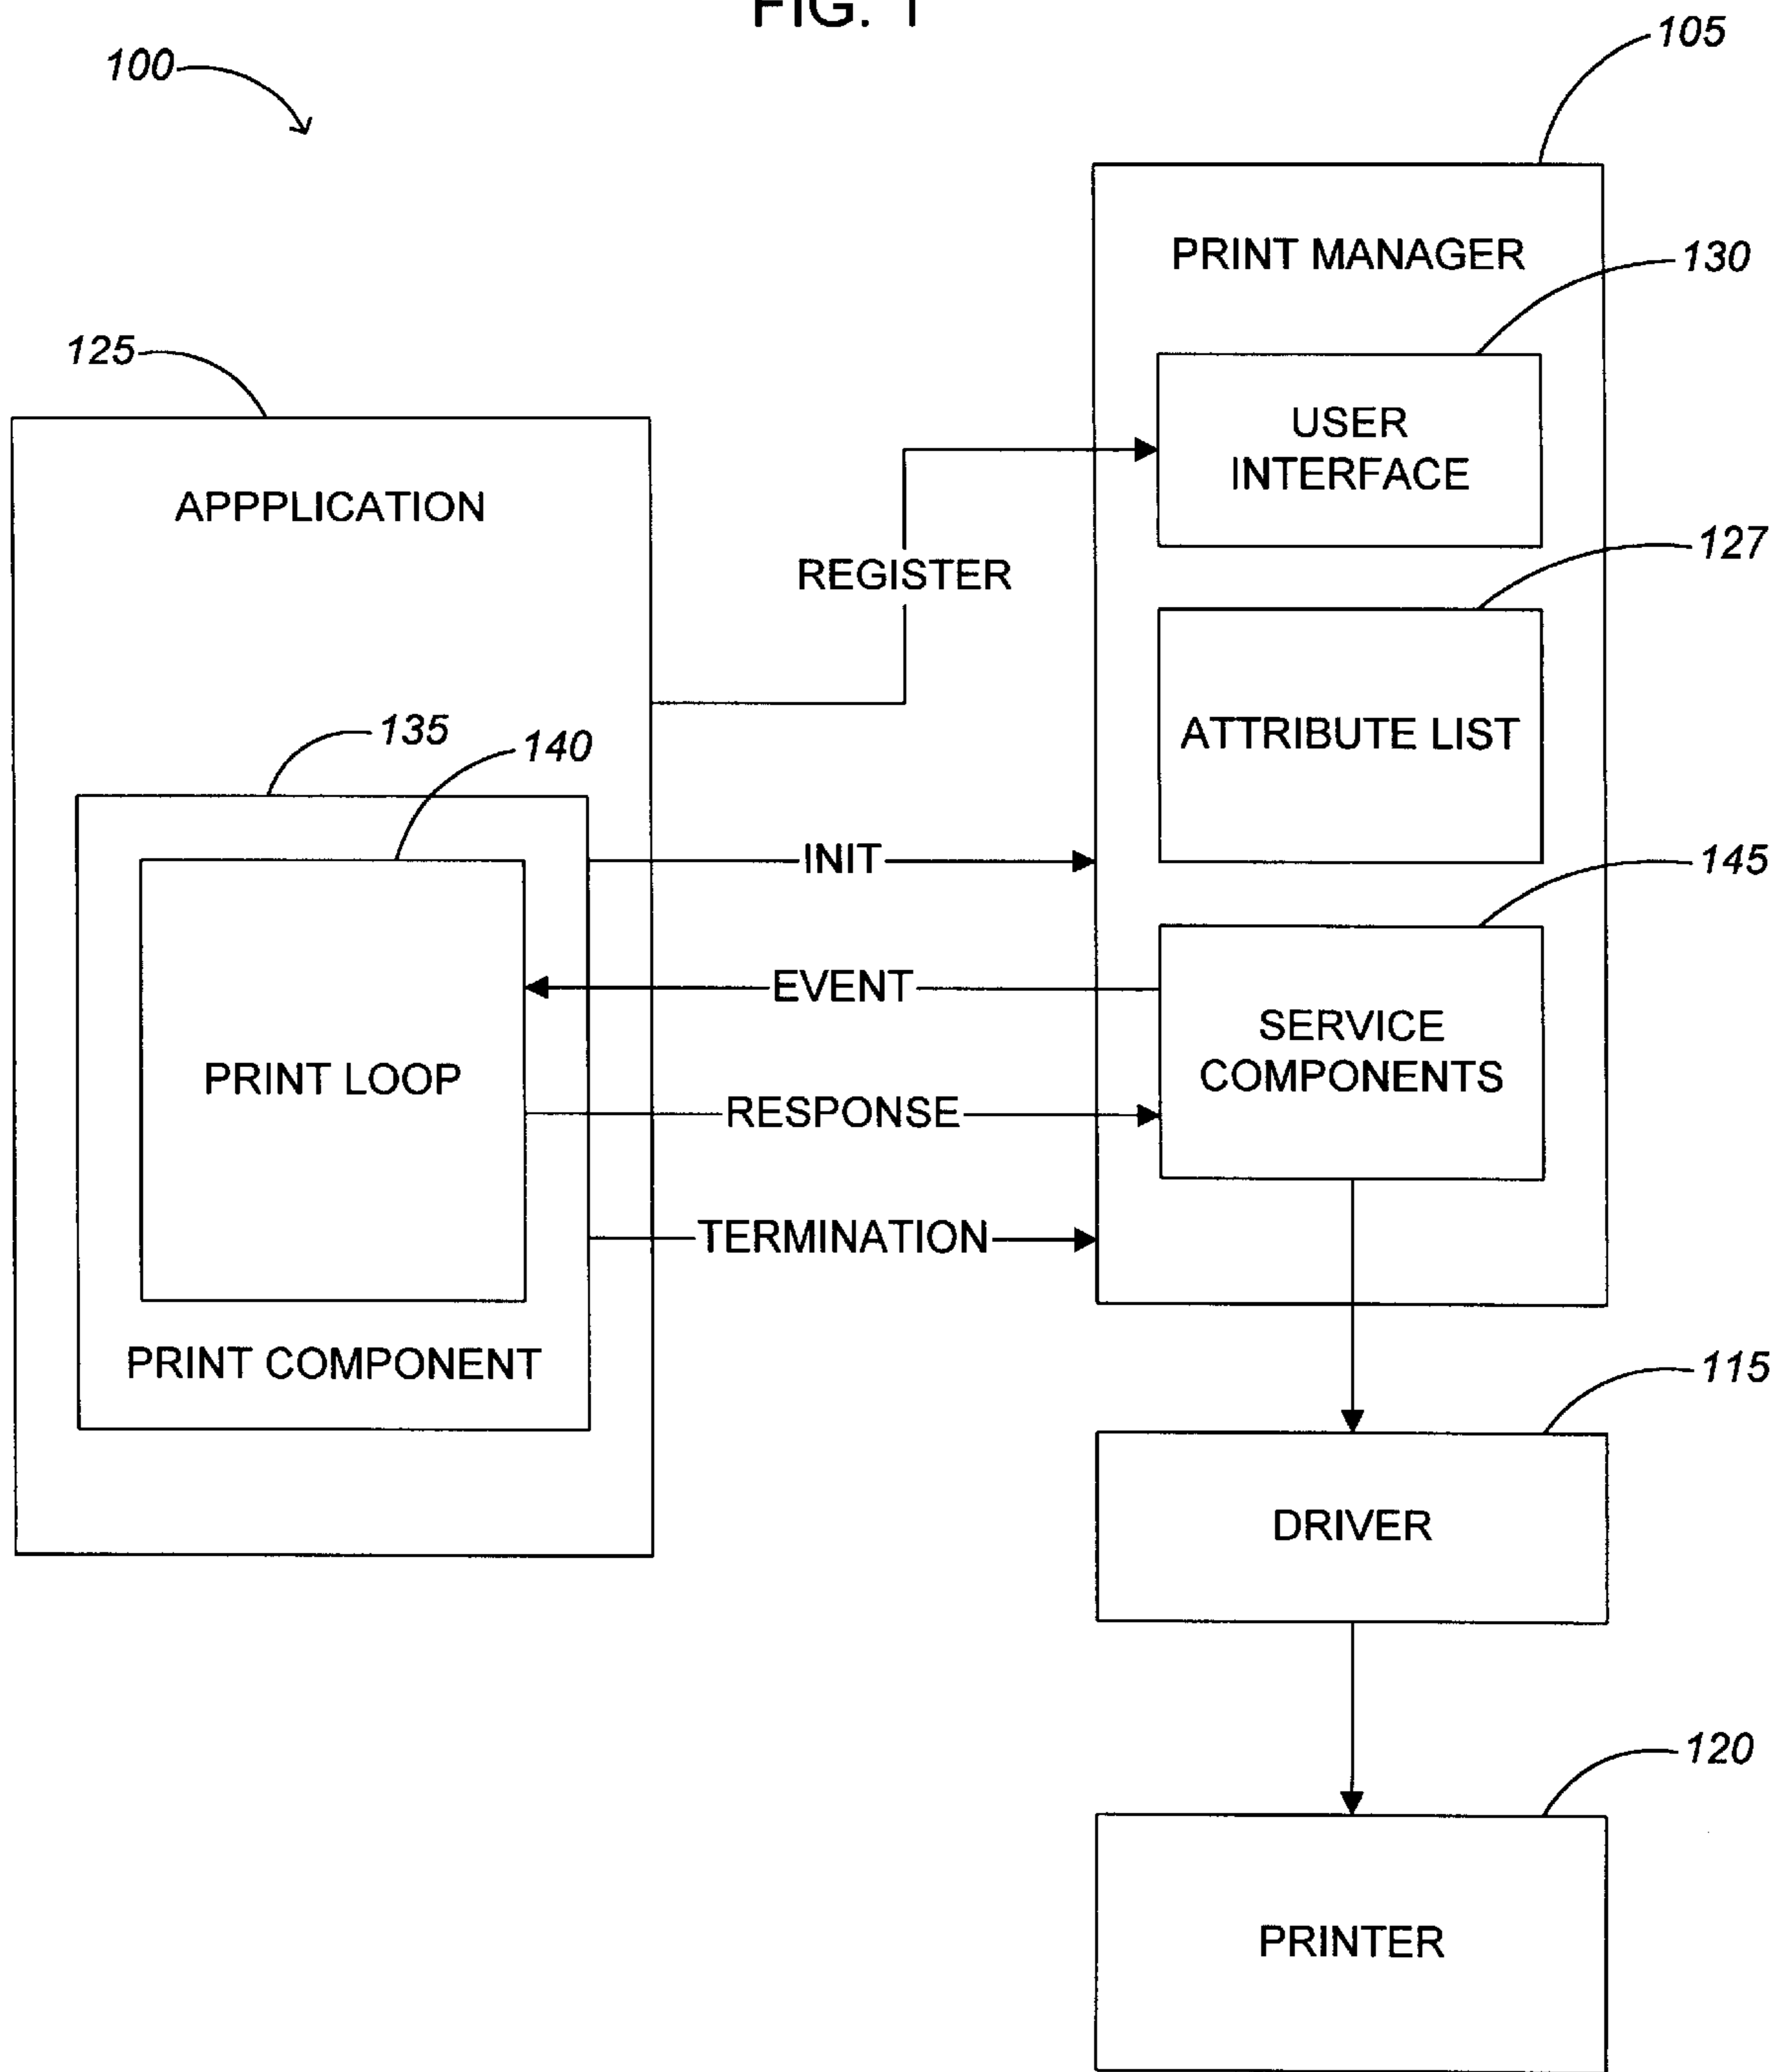 FIG. 1
100
105
PRINT MANAGER
130
125
USER
INTERFACE
APPPLICATION
127
REGISTER
135
140
ATTRIBUTE LIST
INIT
145
EVENT
SERVICE
COMPONENTS
PRINT LOOP
RESPONSE
TERMINATION
PRINT COMPONENT
115
DRIVER
120
PRINTER